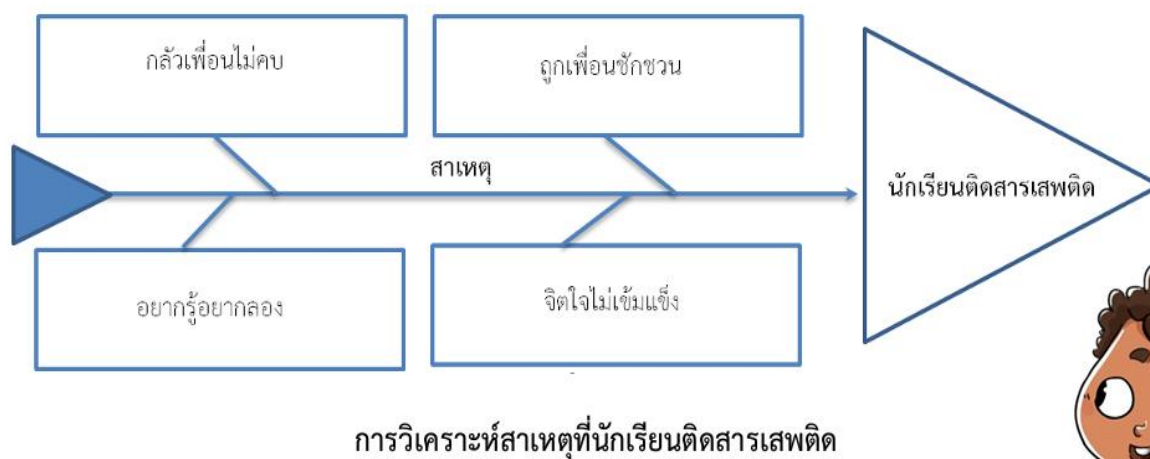 กลัวเพื่อนไม่คบ
ถูกเพื่อนชักชวน
สาเหตุ
นักเรียนติดสารเสพติด
อยากรู้อยากลอง
จิตใจไม่เข้มแข็ง
การวิเคราะห์สาเหตุที่นักเรียนติดสารเสพติด